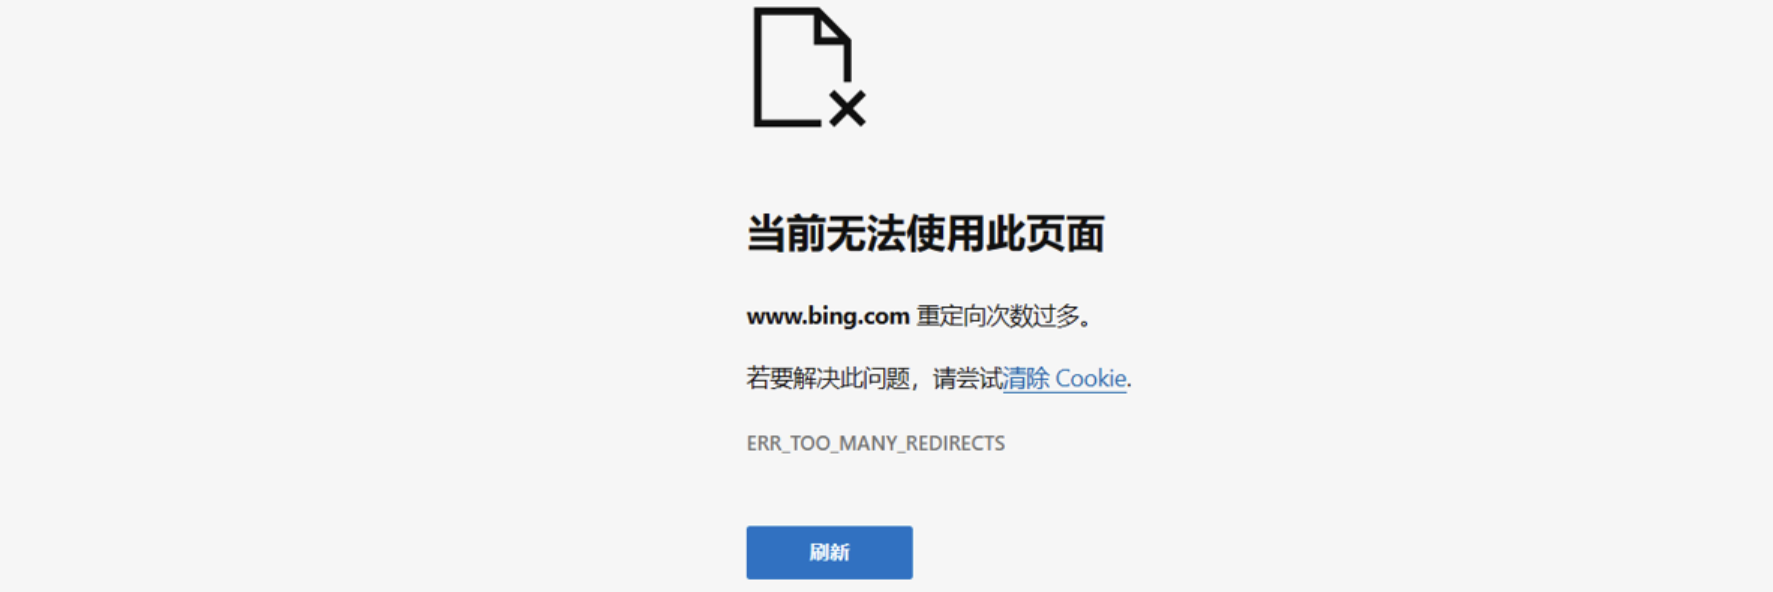 当前无法使用此页面
www.bing.com 重定向次数过多。
若要解决此问题，请尝试清除 Cookie.
ERR_TOO_MANY_REDIRECTS
刷新